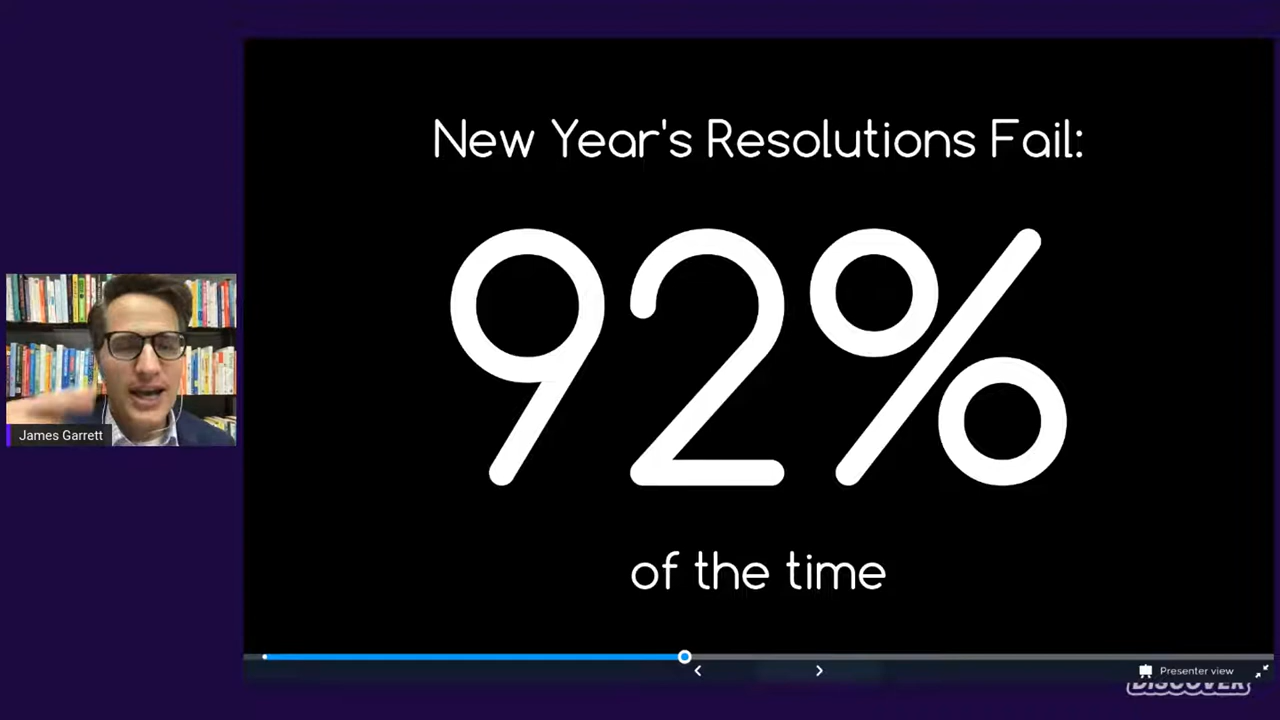 New Year's Resolutions Fail:
92%
of the time
James Garrett
Presenter view
DISCOVER